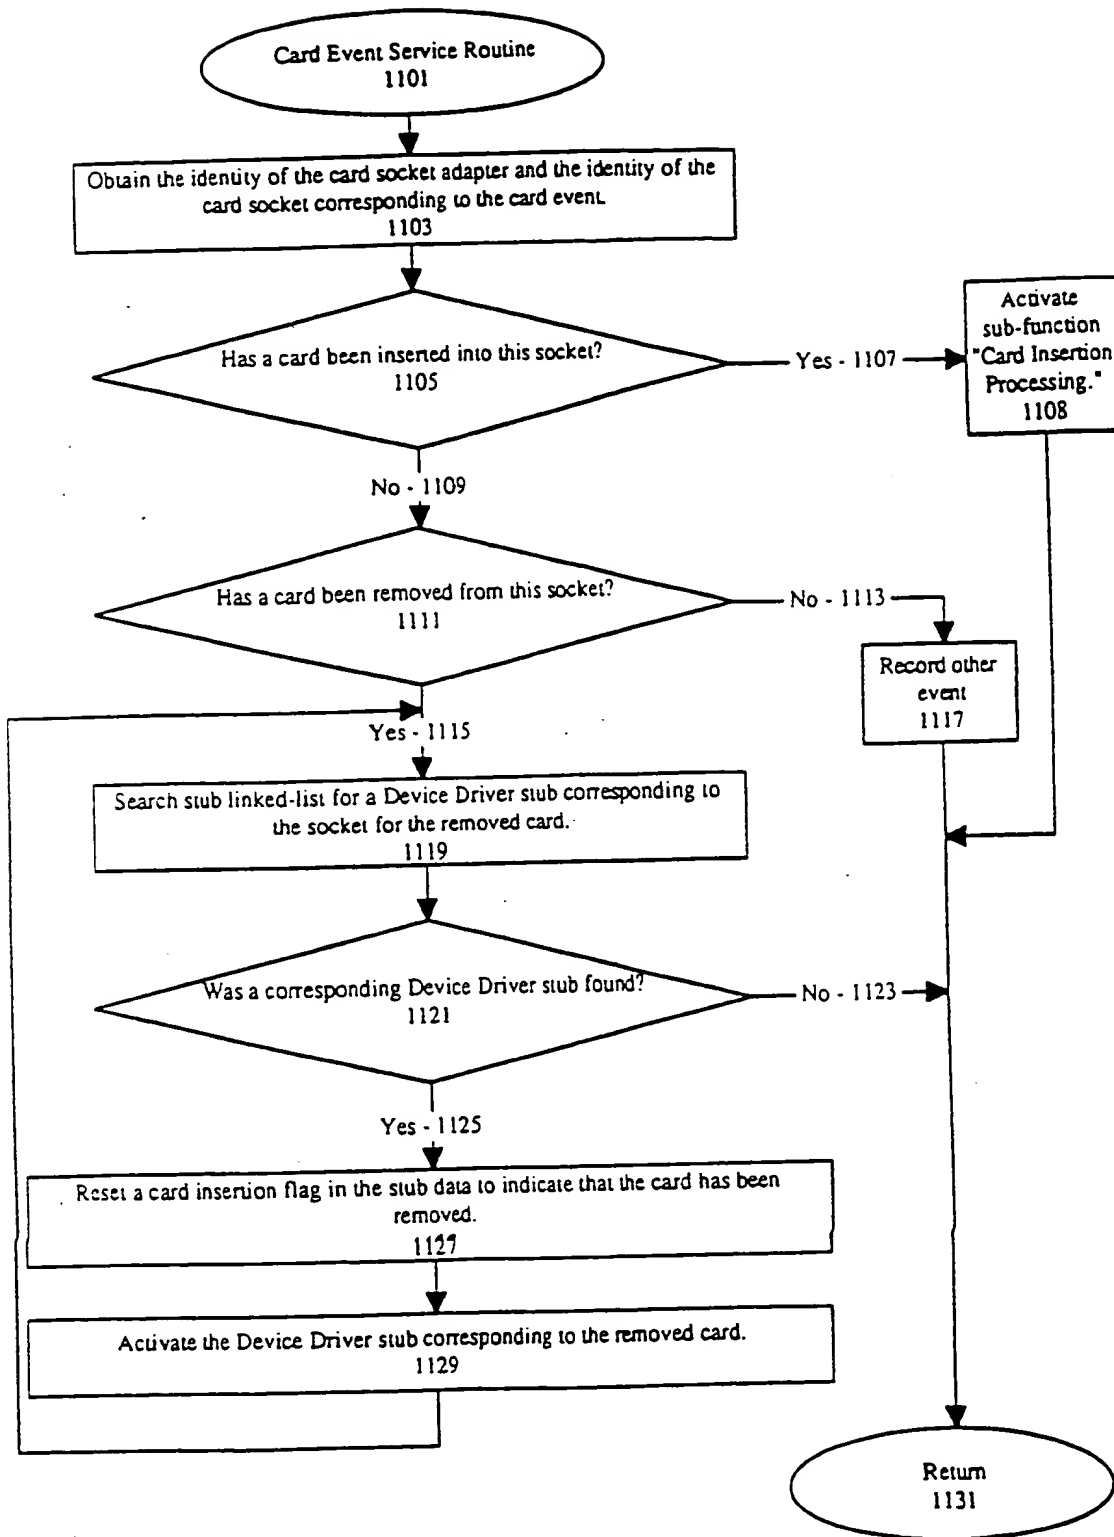 Card Event Service Routine
1101
Obtain the identity of the card socket adapter and the identity of the
card socket corresponding to the card event.
1103
Has a card been inserted into this socket?
1105
Yes - 1107
Activate
sub-function
"Card Insertion
Processing."
1108
No - 1109
Has a card been removed from this socket?
1111
No - 1113
Record other
event
1117
Yes - 1115
Search stub linked-list for a Device Driver stub corresponding to
the socket for the removed card.
1119
Was a corresponding Device Driver stub found?
1121
No - 1123
Yes - 1125
Reset a card insertion flag in the stub data to indicate that the card has been
removed.
1127
Activate the Device Driver stub corresponding to the removed card.
1129
Return
1131